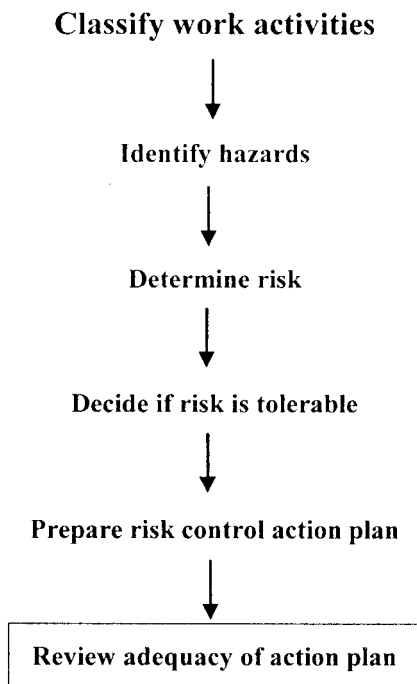 Classify work activities
Identify hazards
Determine risk
Decide if risk is tolerable
Prepare risk control action plan
Review adequacy of action plan